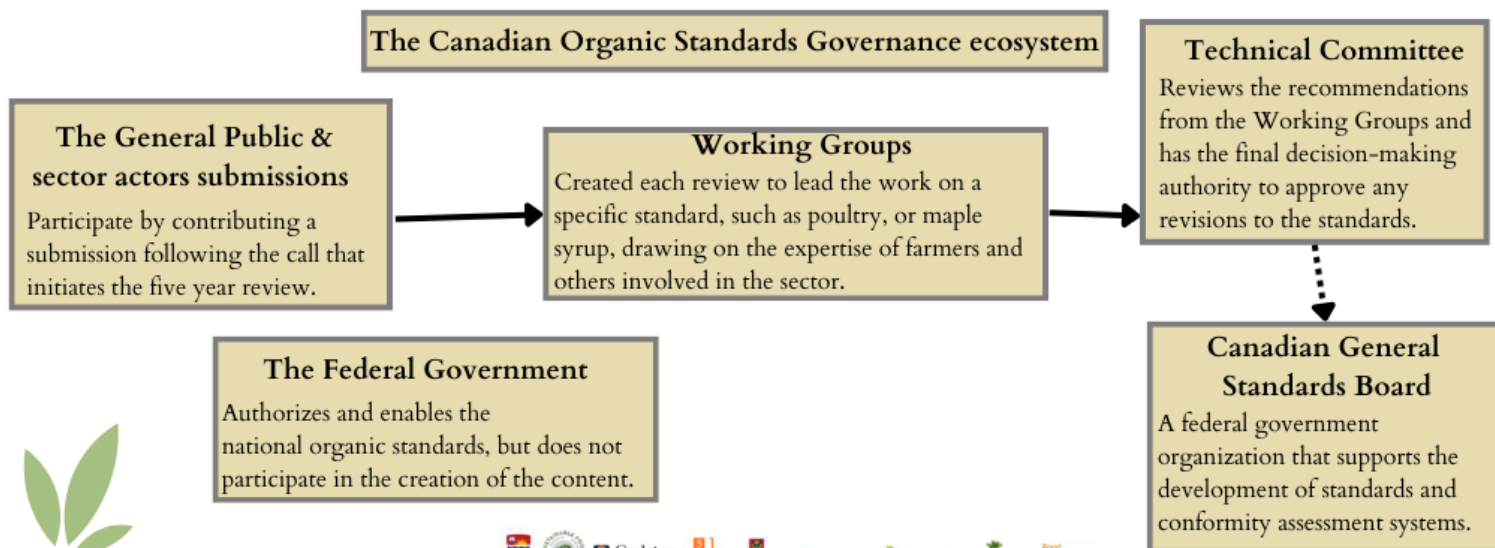 The Canadian Organic Standards Governance ecosystem
The General Public &
sector actors submissions
Participate by contributing a
submission following the call that
initiates the five year review.
Working Groups
Created each review to lead the work on a
specific standard, such as poultry, or maple
syrup, drawing on the expertise of farmers and
others involved in the sector.
Technical Committee
Reviews the recommendations
from the Working Groups and
has the final decision-making
authority to approve any
revisions to the standards.
The Federal Government
Authorizes and enables the
national organic standards, but does not
participate in the creation of the content.
Canadian General
Standards Board
A federal government
organization that supports the
development of standards and
conformity assessment systems.